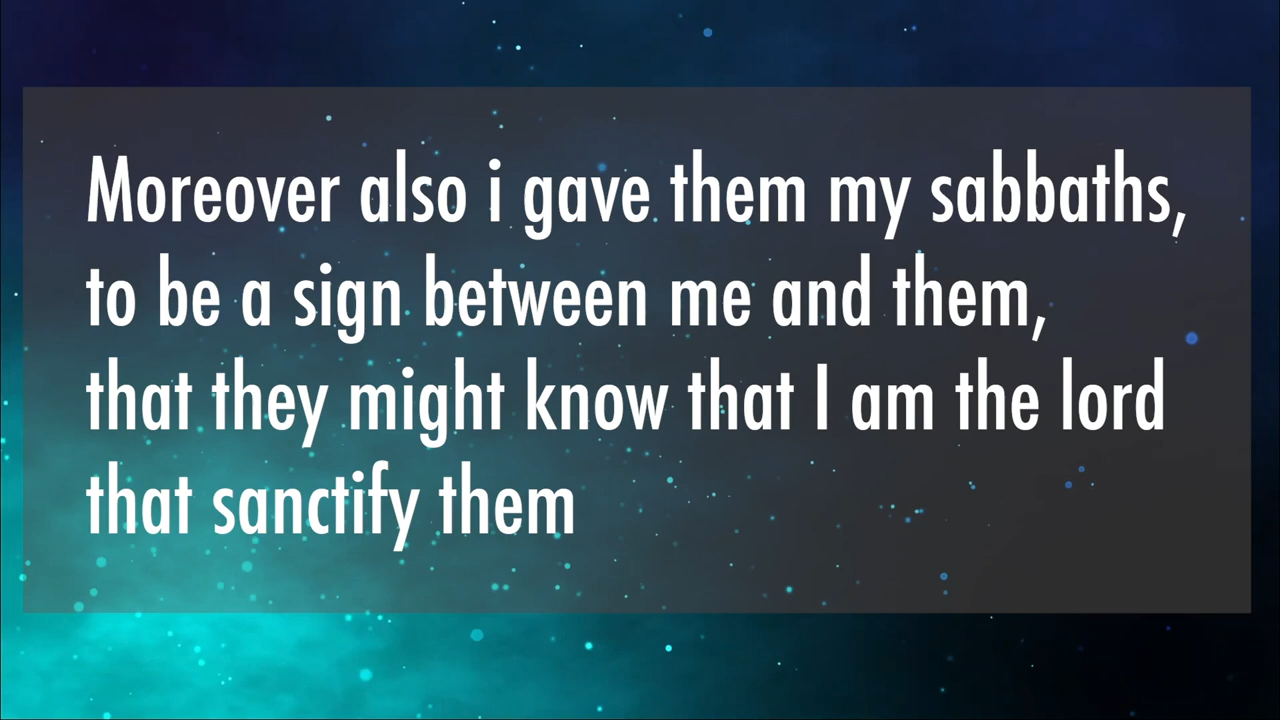 Moreover also i gave them my sabbaths,
to be a sign between me and them,
that they might know that I am the lord
that sanctify them